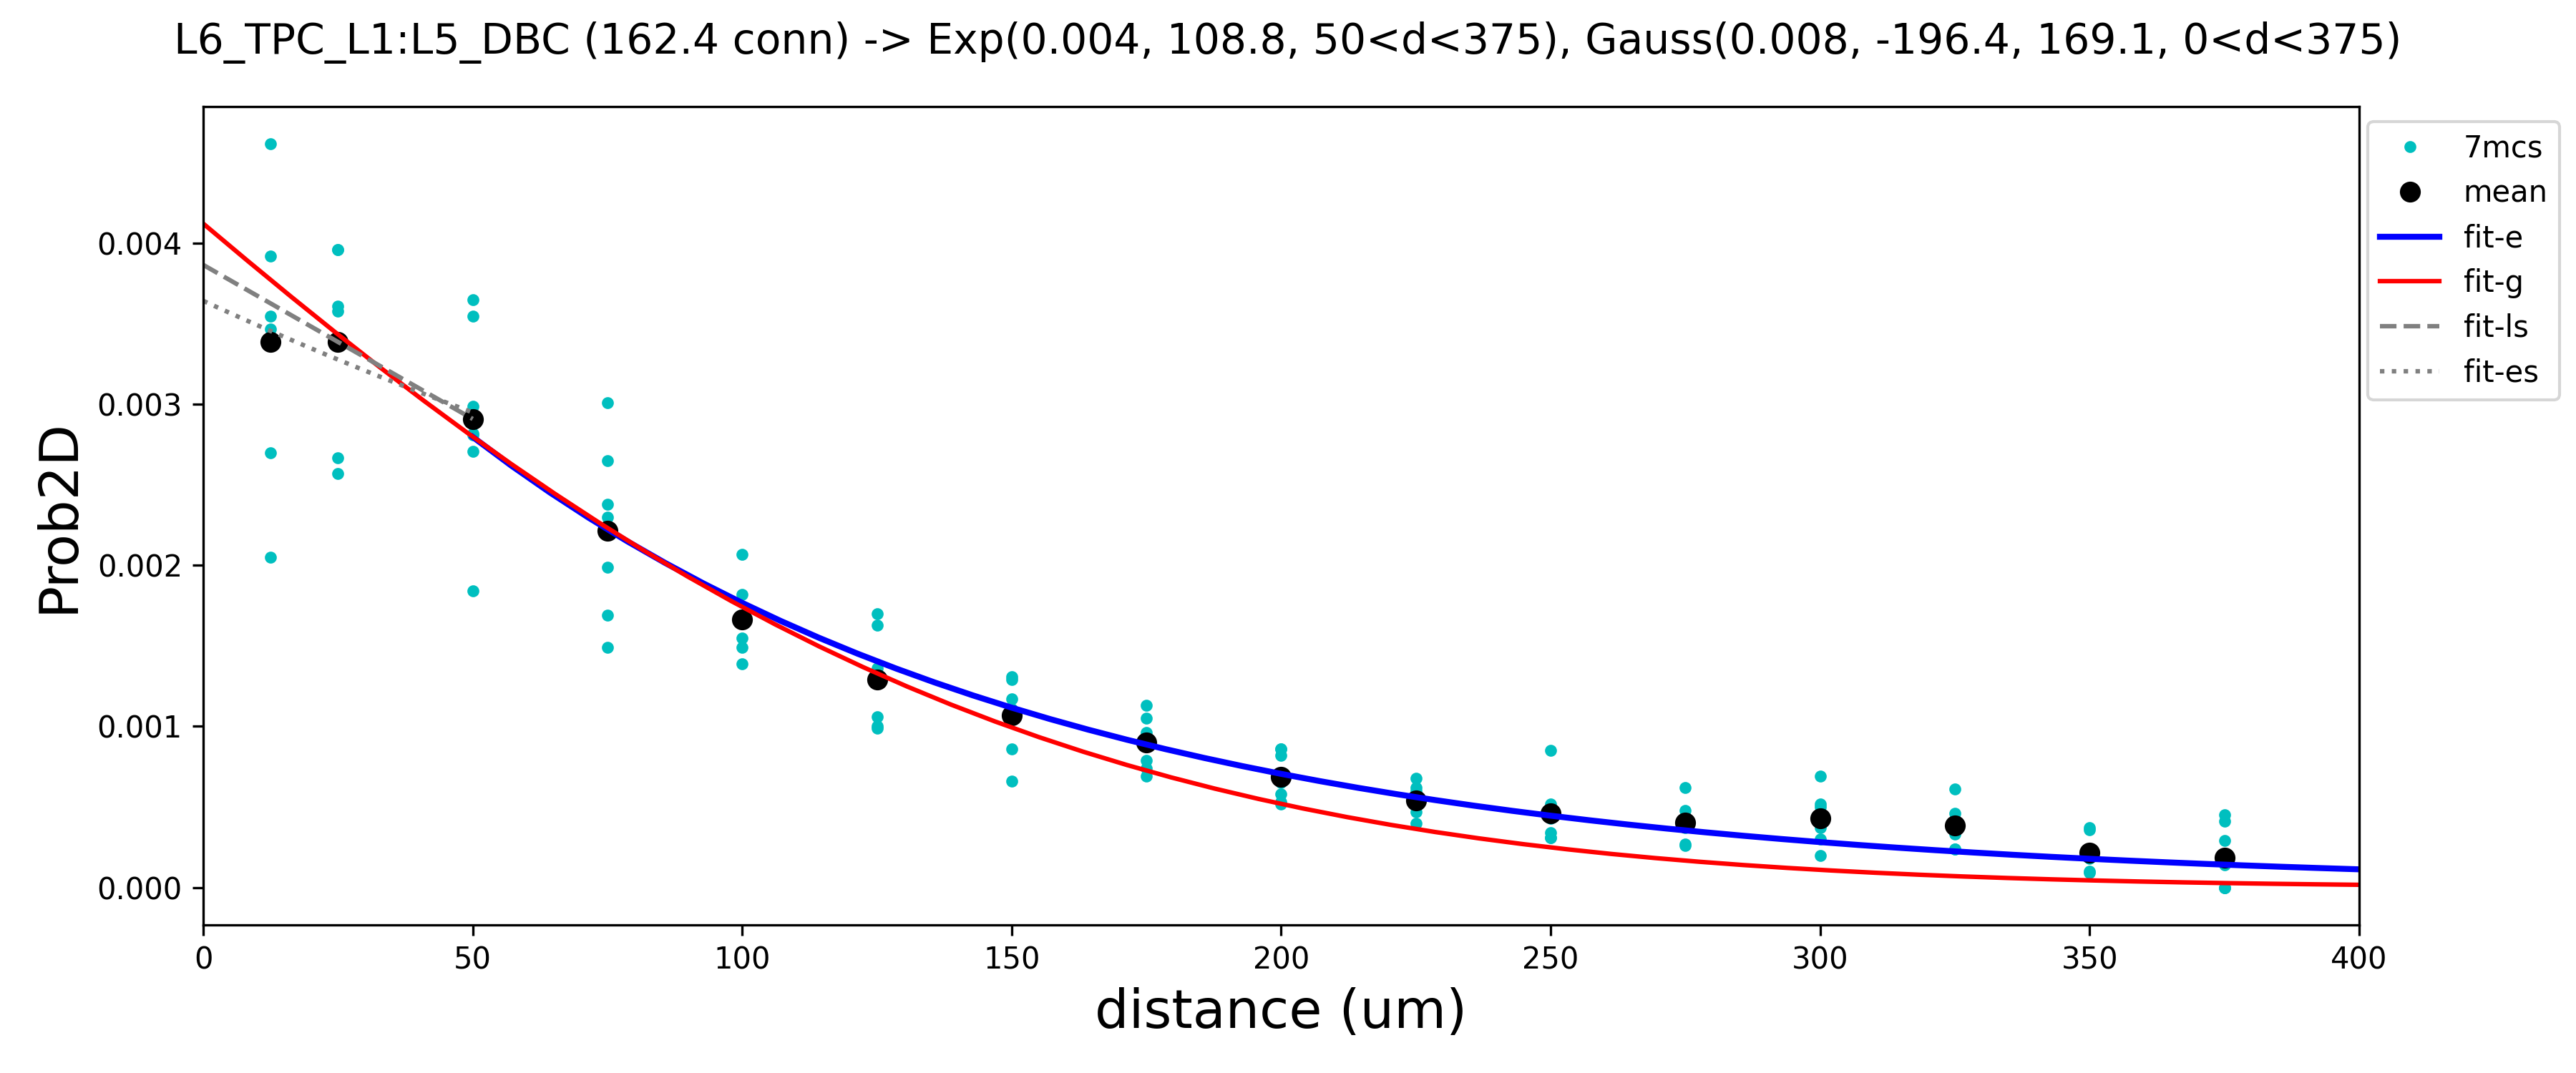 L6_TPC_L1:L5_DBC (162.4 conn) -> Exp(0.004, 108.8, 50<d<375), Gauss(0.008, -196.4, 169.1, 0<d<375)
7mcs
mean
fit-e
fit-g
fit-ls
fit-es
Prob2D
0.004
0.003
0.002
0.001
0.000
0 50 100 150 200 250 300 350 400
distance (um)